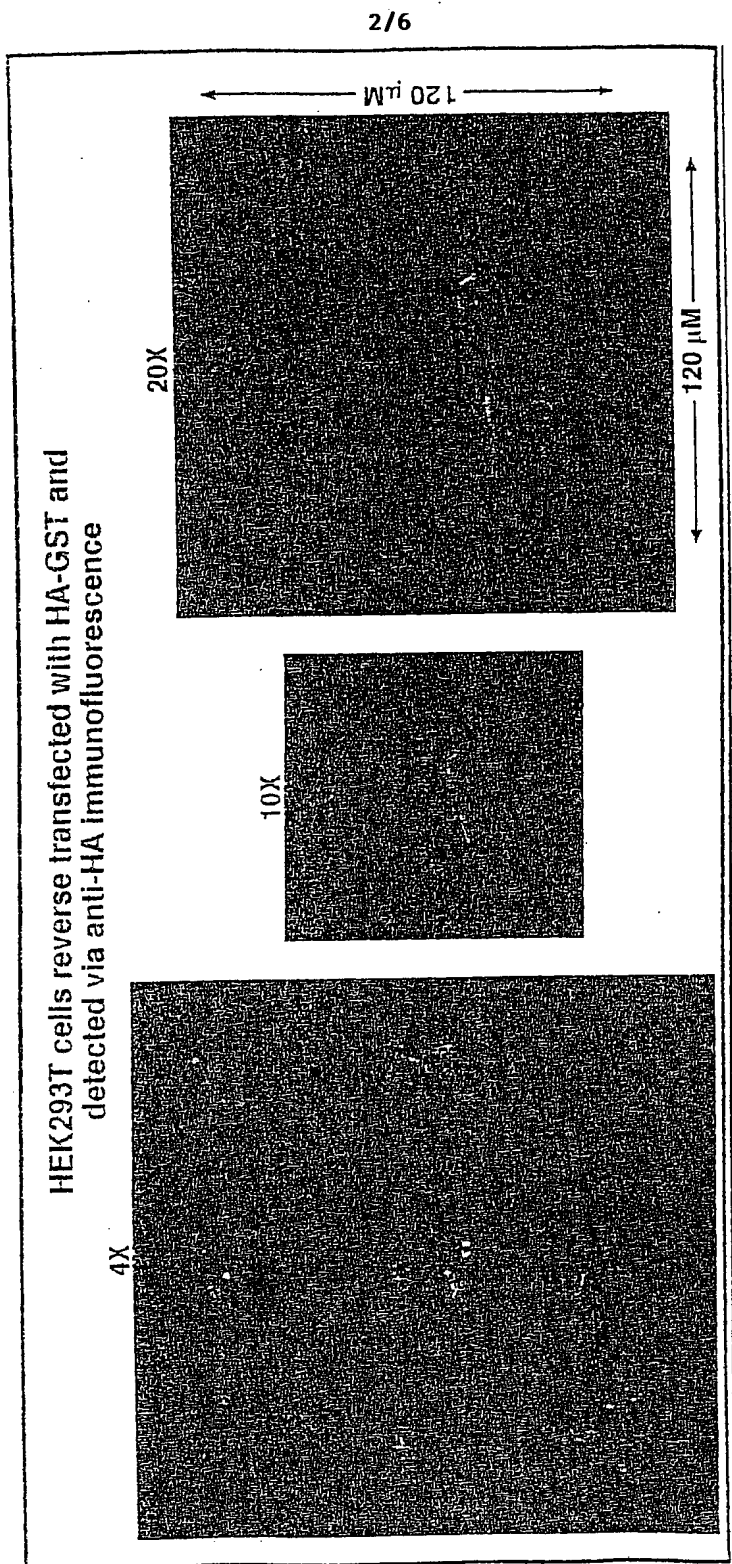 2/6
HEK293T cells reverse transfected with HA-GST and
detected via anti-HA immunofluorescence
4X
10X
20X
120 μM
120 μM